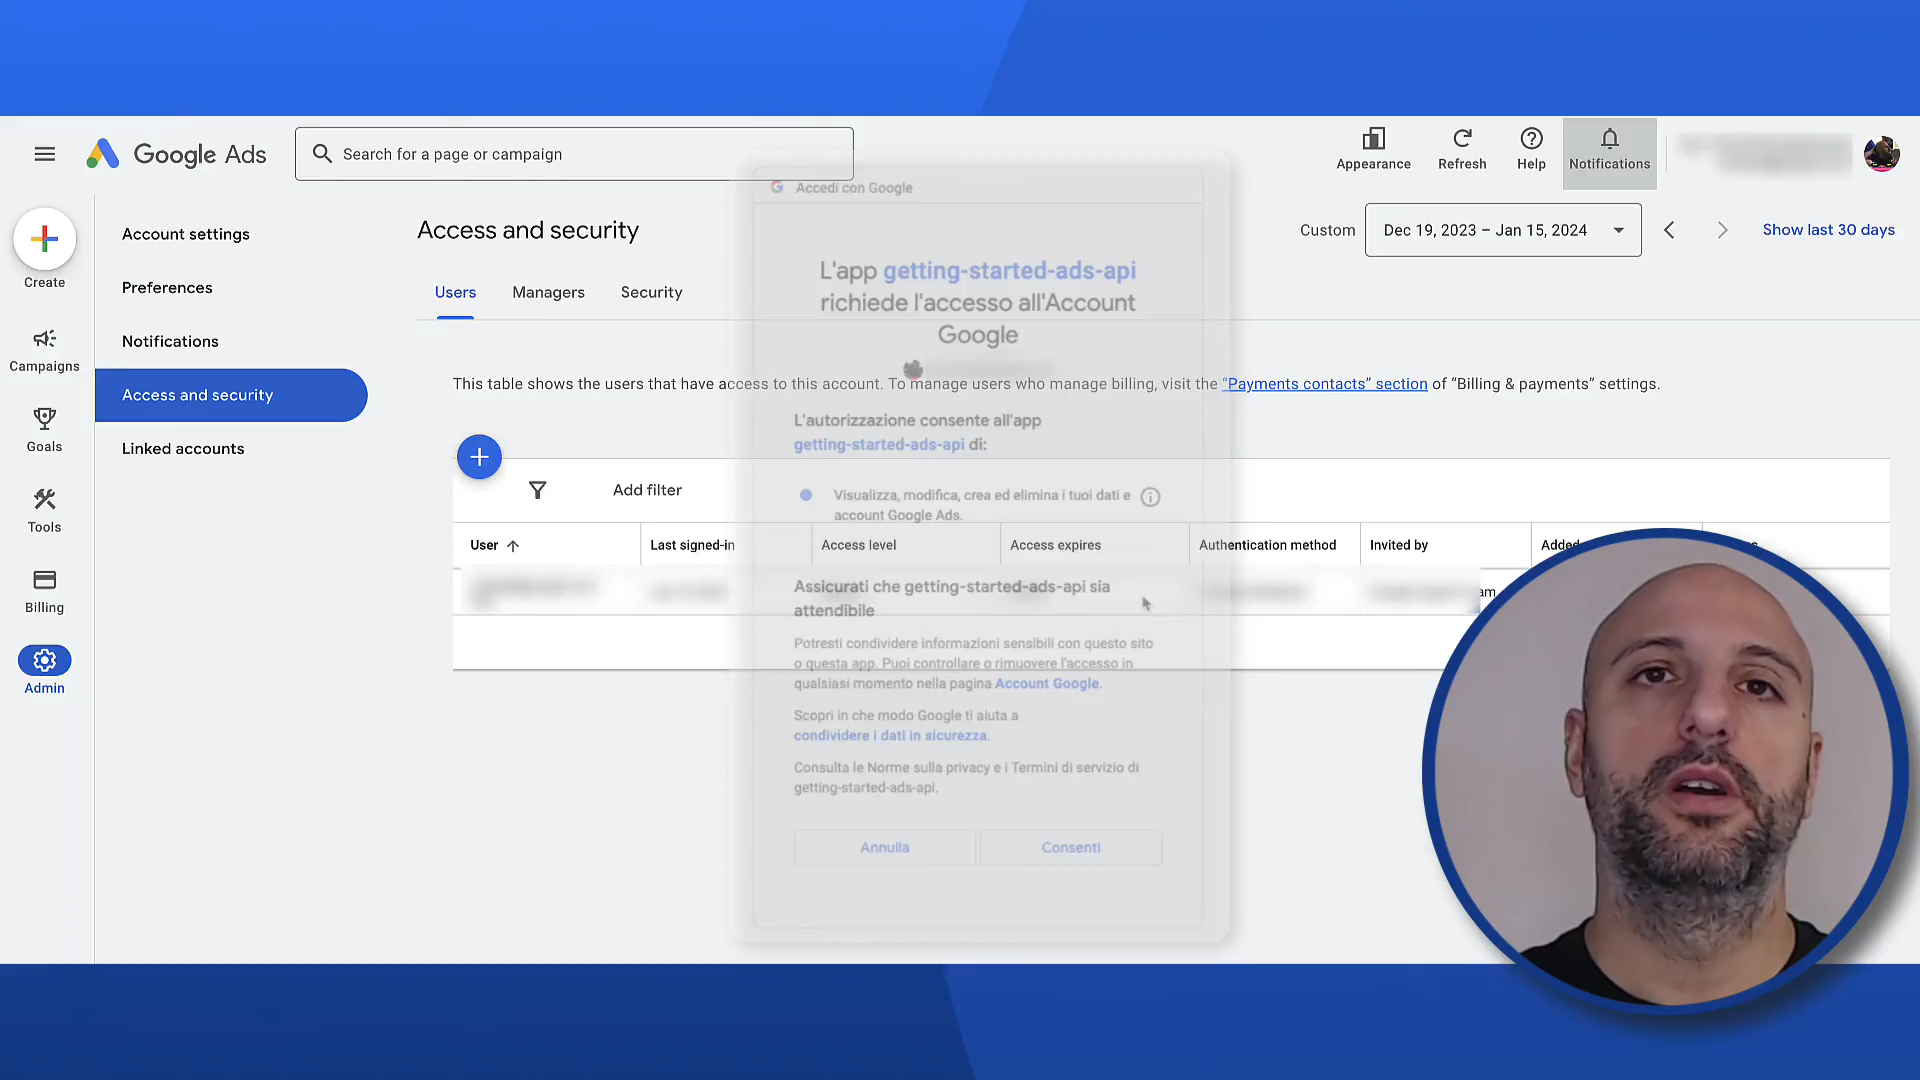 Google Ads
Search for a page or campaign
Appearance
Refresh
Help
Notifications
Create
Campaigns
Goals
Tools
Billing
Admin
Account settings
Preferences
Notifications
Access and security
Linked accounts
Access and security
Custom
Dec 19, 2023 – Jan 15, 2024
Show last 30 days
Users
Managers
Security
This table shows the users that have access to this account. To manage users who manage billing, visit the “Payments contacts” section of “Billing & payments” settings.
Add filter
User
Last signed-in
Access level
Access expires
Authentication method
Invited by
Added
am
Accedi con Google
L'app getting-started-ads-api
richiede l'accesso all'Account
Google
L'autorizzazione consente all'app
getting-started-ads-api di:
Visualizza, modifica, crea ed elimina i tuoi dati e
account Google Ads.
Assicurati che getting-started-ads-api sia
attendibile
Potresti condividere informazioni sensibili con questo sito
o questa app. Puoi controllare o rimuovere l'accesso in
qualsiasi momento nella pagina Account Google.
Scopri in che modo Google ti aiuta a
condividere i dati in sicurezza.
Consulta le Norme sulla privacy e i Termini di servizio di
getting-started-ads-api.
Annulla
Consenti